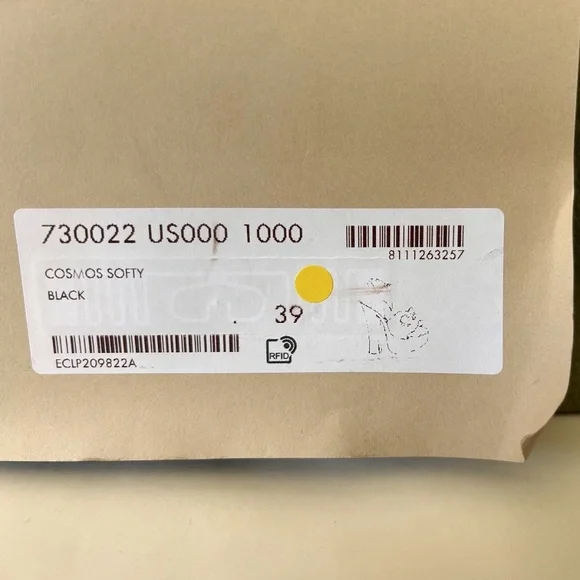 730022 US000 1000
8111263257
COSMOS SOFTY
BLACK
39
ECLP209822A
RFID